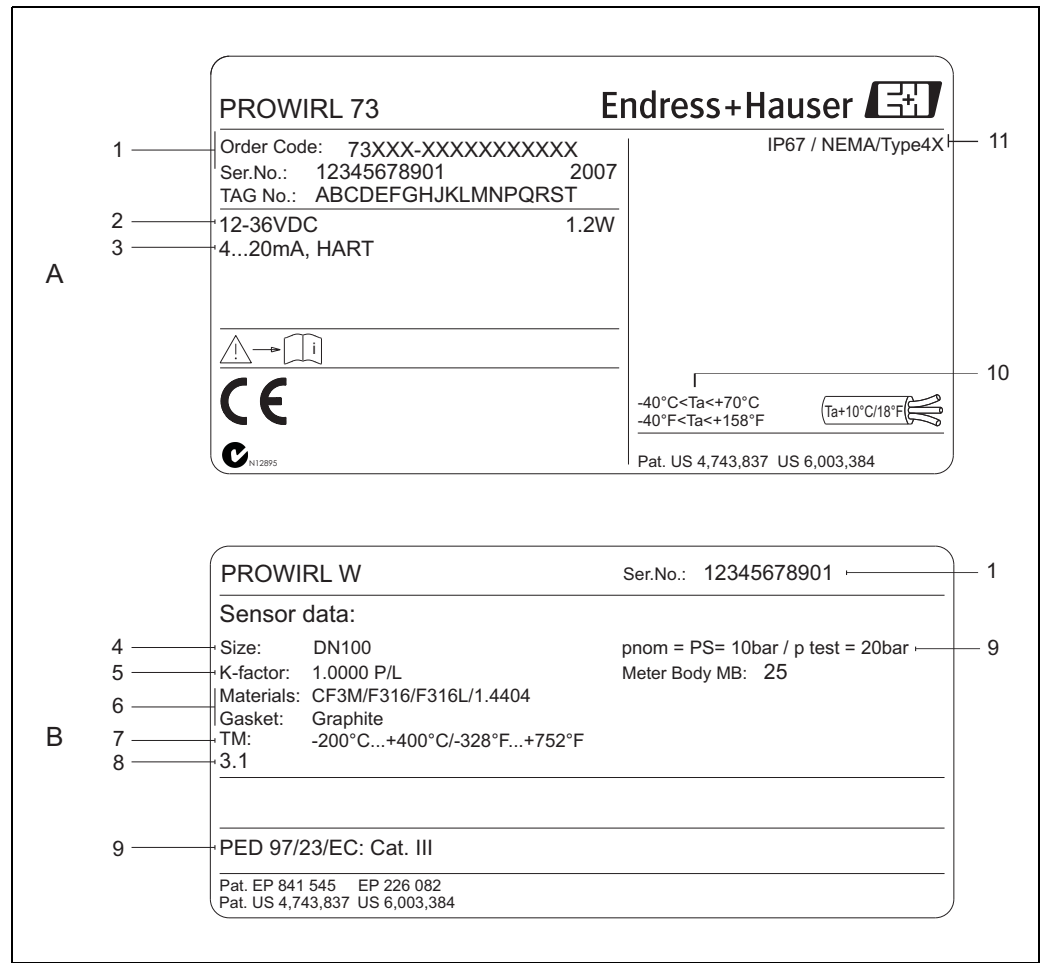 A
PROWIRL 73
Endress+Hauser E+H
1
Order Code: 73XXX-XXXXXXXXXXX
Ser.No.: 12345678901 2007
TAG No.: ABCDEFGHJKLMNPQRST
2
12-36VDC 1.2W
3
4...20mA, HART
i
CE
N12895
IP67 / NEMA/Type4X
11
10
-40°C<Ta<+70°C
-40°F<Ta<+158°F
Ta+10°C/18°F
Pat. US 4,743,837 US 6,003,384
B
PROWIRL W
Ser.No.: 12345678901
1
Sensor data:
4
Size: DN100
5
K-factor: 1.0000 P/L
6
Materials: CF3M/F316/F316L/1.4404
Gasket: Graphite
7
TM: -200°C...+400°C/-328°F...+752°F
8
3.1
pnom = PS= 10bar / p test = 20bar
9
Meter Body MB: 25
9
PED 97/23/EC: Cat. III
Pat. EP 841 545 EP 226 082
Pat. US 4,743,837 US 6,003,384